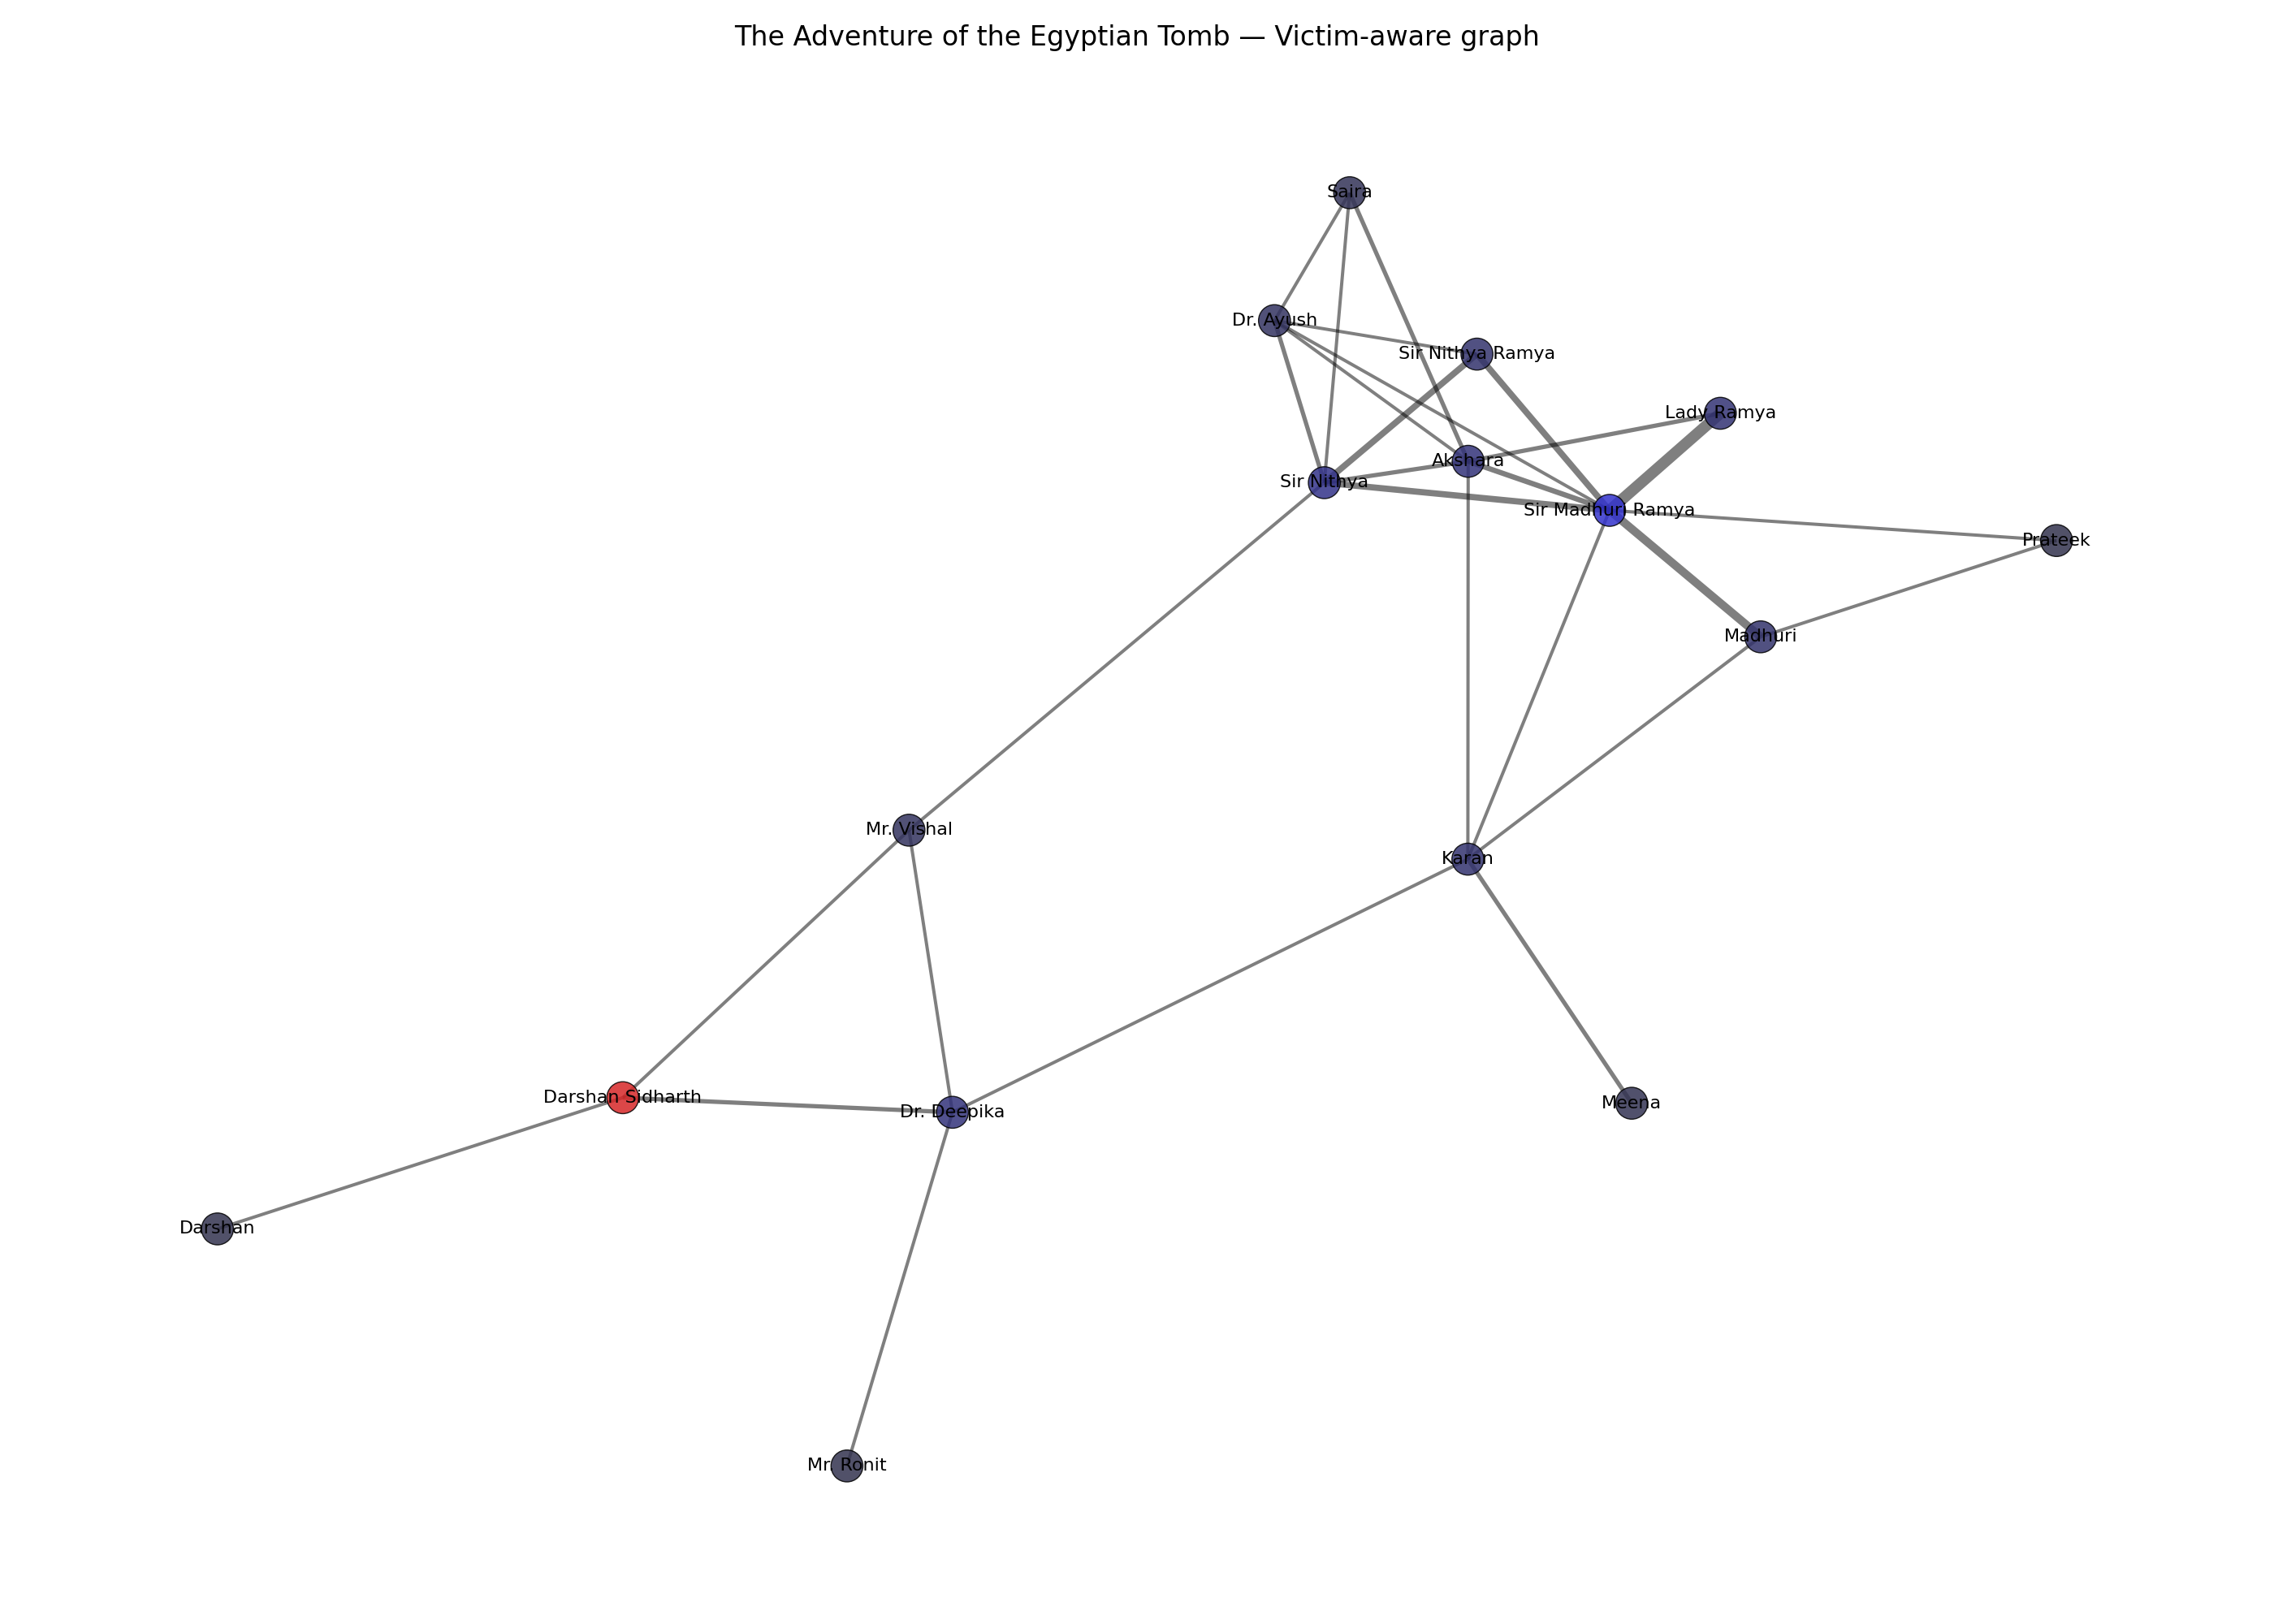 The Adventure of the Egyptian Tomb — Victim-aware graph
Saira
Dr. Ayush
Sir Nithya Ramya
Lady Ramya
Akshara
Sir Nithya
Sir Madhuri Ramya
Prateek
Madhuri
Mr. Vishal
Karan
Darshan Sidharth
Meena
Dr. Deepika
Darshan
Mr. Ronit